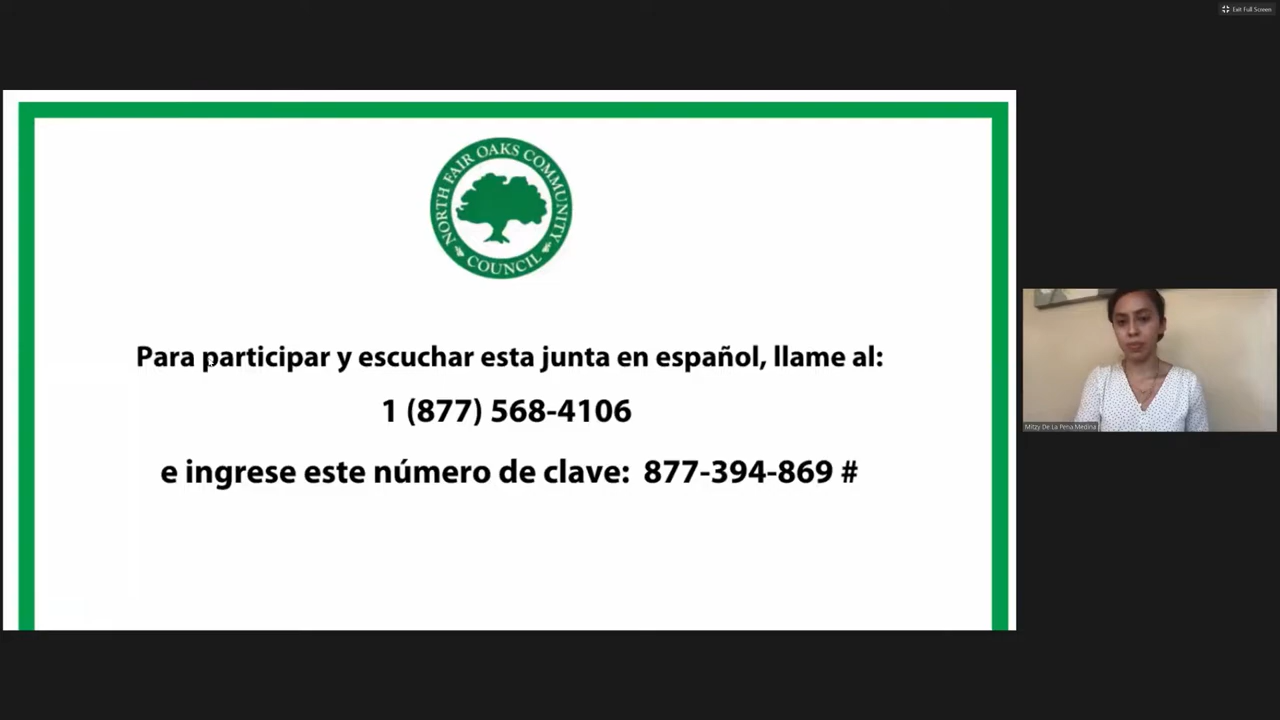 Exit Full Screen
NORTH FAIR OAKS COMMUNITY
COUNCIL
Para participar y escuchar esta junta en español, llame al:
1 (877) 568-4106
e ingrese este número de clave: 877-394-869 #
Mitzy De La Pena Medina